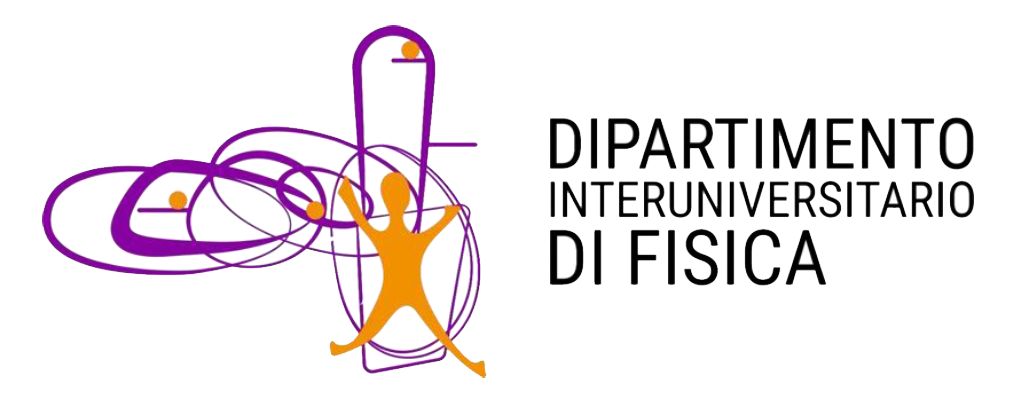 DIPARTIMENTO
INTERUNIVERSITARIO
DI FISICA